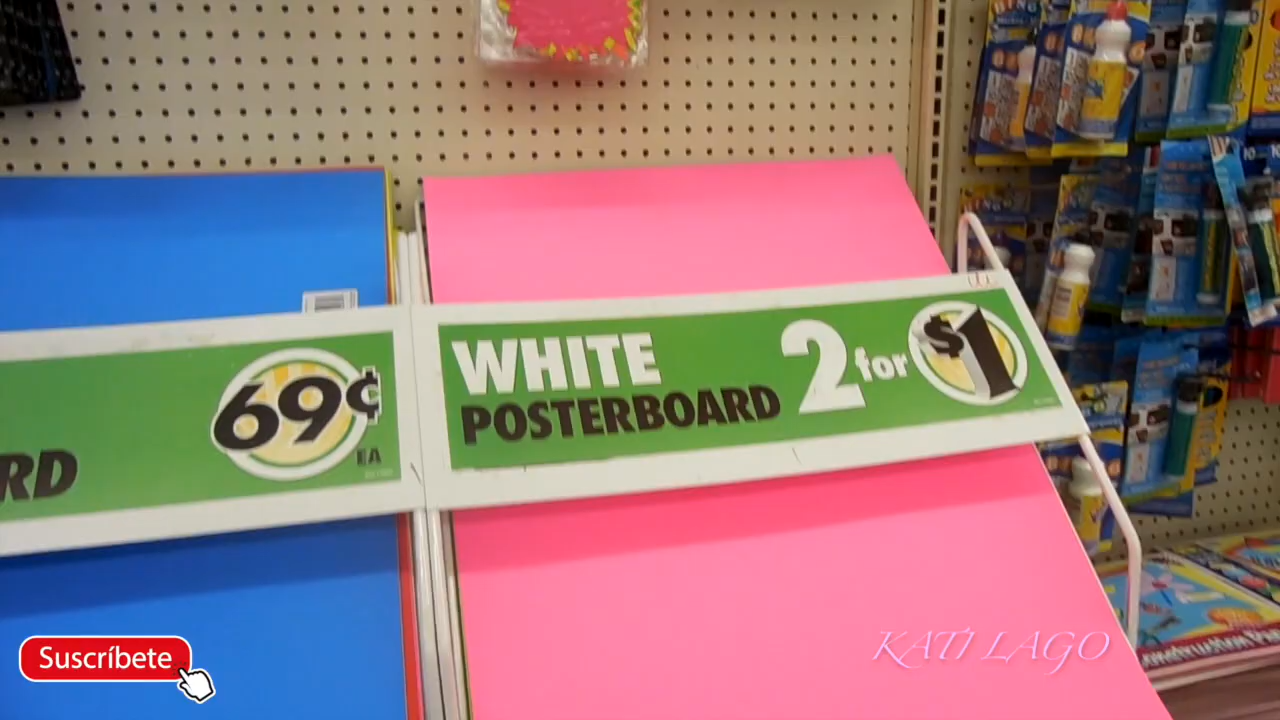 WHITE
POSTERBOARD
2 for $1
69¢
EA
RD
Suscríbete
KATI LAGO